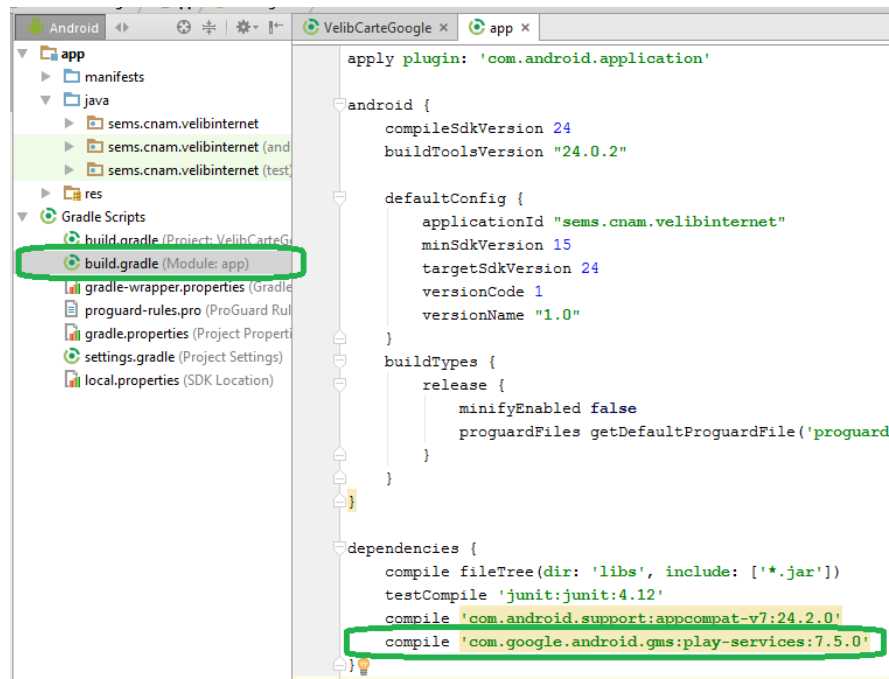 Android
app
manifests
java
sems.cnam.velibinternet
sems.cnam.velibinternet (and
sems.cnam.velibinternet (test)
res
Gradle Scripts
build.gradle (Project: VelibCarteG
build.gradle (Module: app)
gradle-wrapper.properties (Gradle
proguard-rules.pro (ProGuard Rul
gradle.properties (Project Properti
settings.gradle (Project Settings)
local.properties (SDK Location)
VelibCarteGoogle × app ×
apply plugin: 'com.android.application'
android {
compileSdkVersion 24
buildToolsVersion "24.0.2"
defaultConfig {
applicationId "sems.cnam.velibinternet"
minSdkVersion 15
targetSdkVersion 24
versionCode 1
versionName "1.0"
}
buildTypes {
release {
minifyEnabled false
proguardFiles getDefaultProguardFile('proguard
}
}
}
dependencies {
compile fileTree(dir: 'libs', include: ['*.jar'])
testCompile 'junit:junit:4.12'
compile 'com.android.support:appcompat-v7:24.2.0'
compile 'com.google.android.gms:play-services:7.5.0'
}